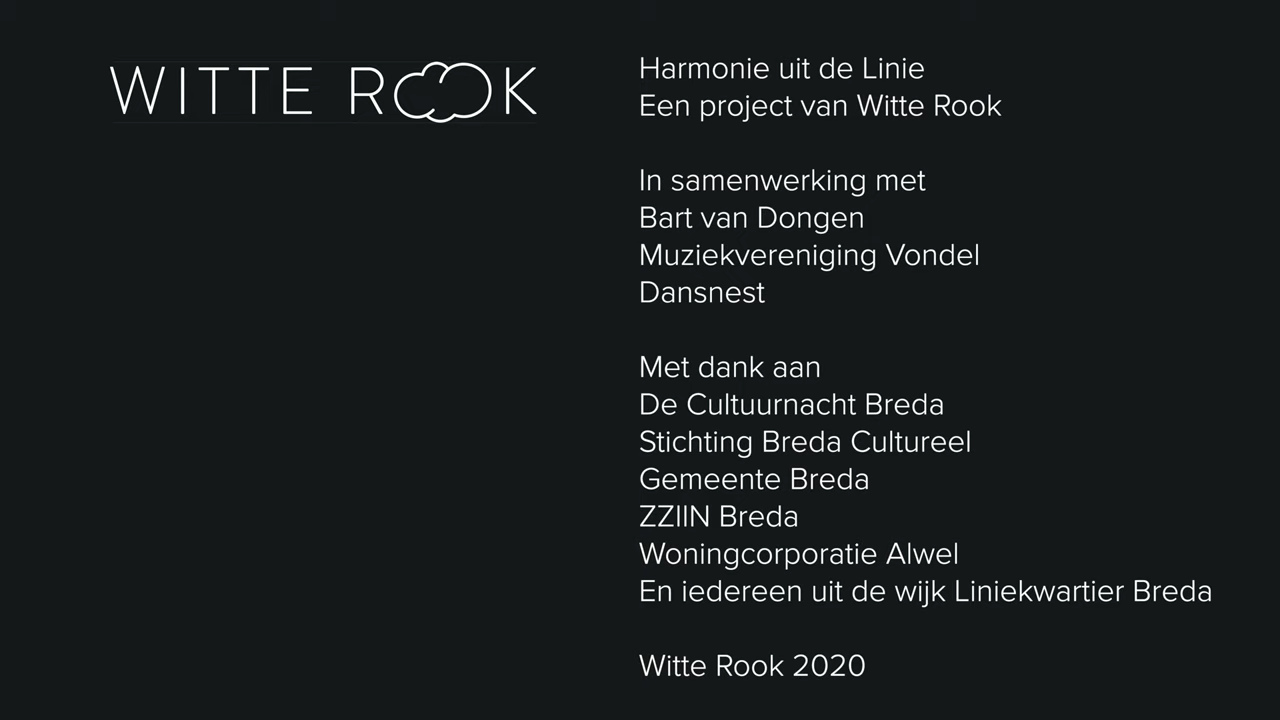 WITTE ROOK
Harmonie uit de Linie
Een project van Witte Rook
In samenwerking met
Bart van Dongen
Muziekvereniging Vondel
Dansnest
Met dank aan
De Cultuurnacht Breda
Stichting Breda Cultureel
Gemeente Breda
ZZIIN Breda
Woningcorporatie Alwel
En iedereen uit de wijk Liniekwartier Breda
Witte Rook 2020